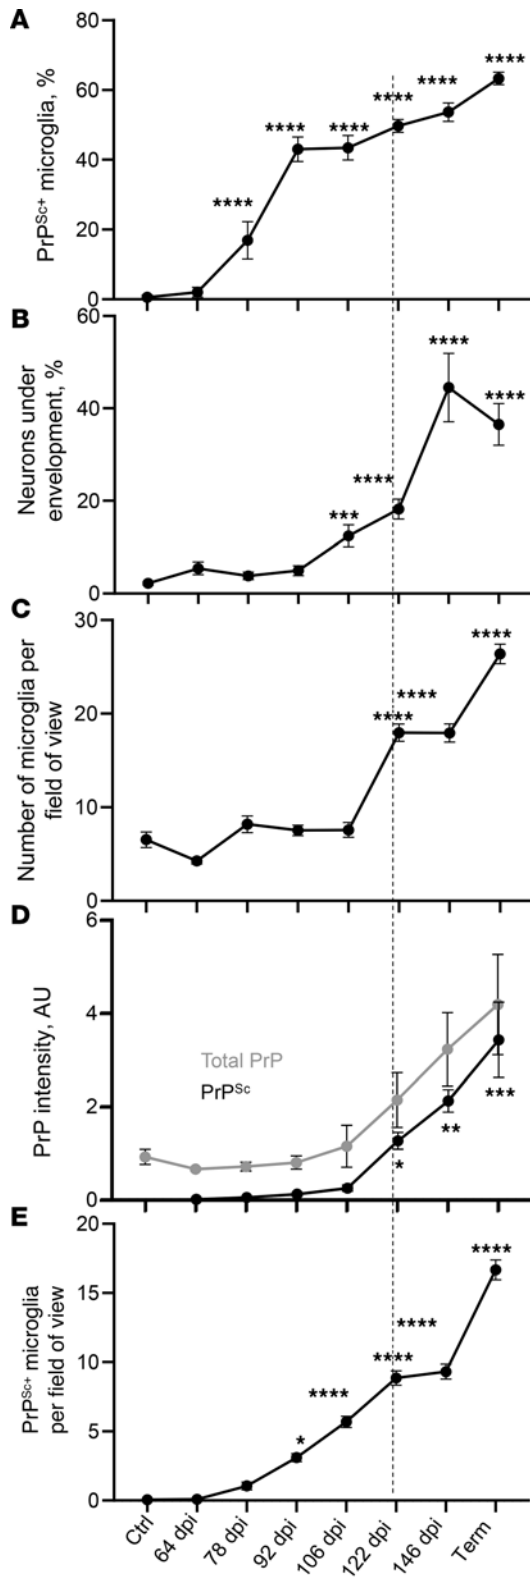 A
80
60
40
20
0
PrPSc+ microglia, %
****
****
****
****
****
****
B
60
40
20
0
Neurons under
envelopment, %
***
****
****
****
C
30
20
10
0
Number of microglia per
field of view
****
****
****
D
6
4
2
0
PrP intensity, AU
Total PrP
PrPSc
*
**
***
E
20
15
10
5
0
PrPSc+ microglia
per field of view
*
****
****
****
****
Ctrl
64 dpi
78 dpi
92 dpi
106 dpi
122 dpi
146 dpi
Term